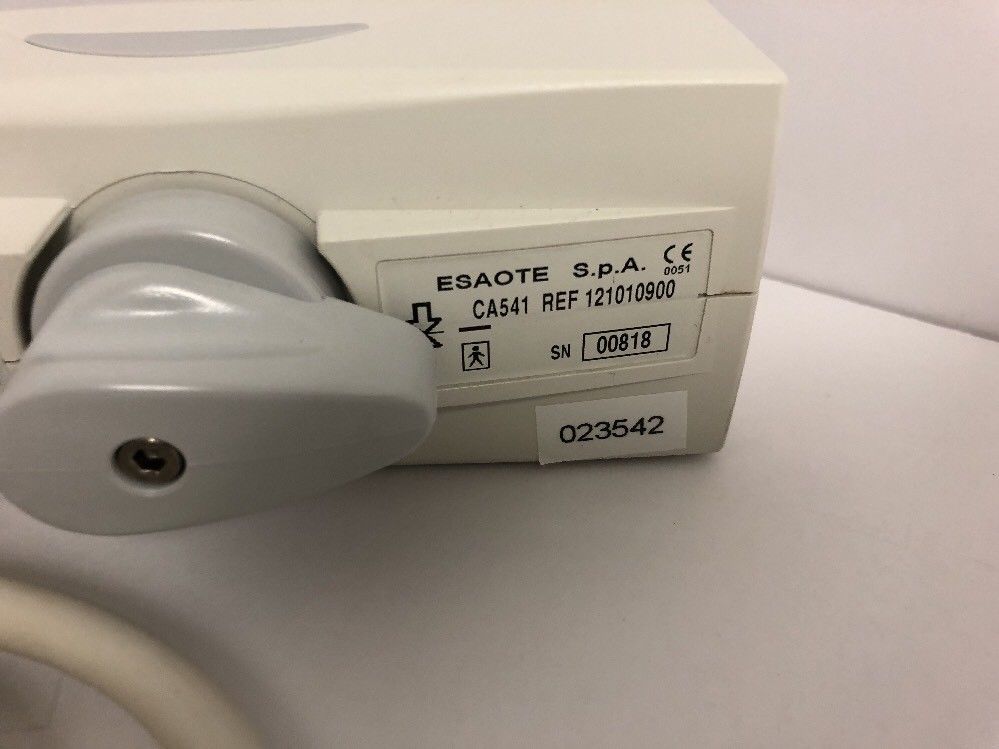 ESAOTE S.p.A. CE
0051
CA541 REF 121010900
SN 00818
023542